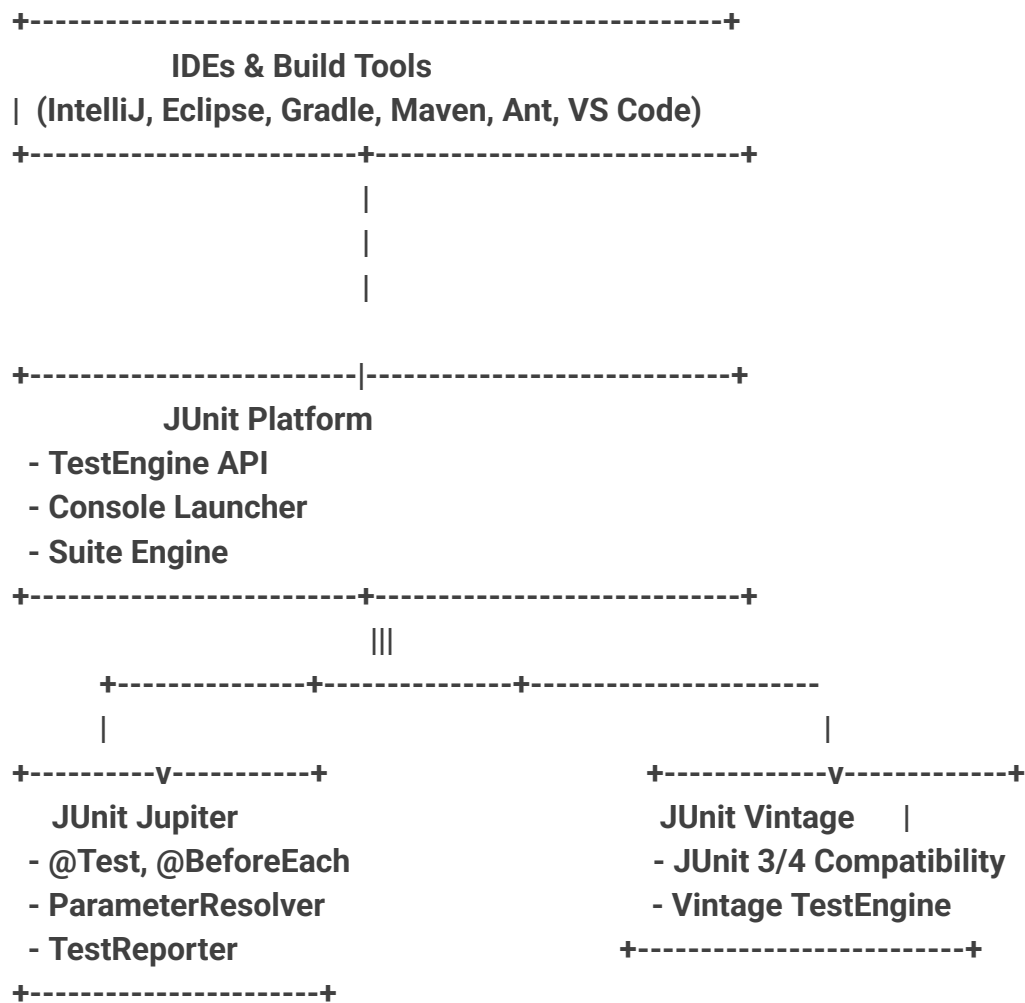 +-------------------------------------------------------+
IDEs & Build Tools
| (IntelliJ, Eclipse, Gradle, Maven, Ant, VS Code)
+--------------------------+-----------------------------+
|
|
|
+--------------------------|-----------------------------+
JUnit Platform
- TestEngine API
- Console Launcher
- Suite Engine
+--------------------------+-----------------------------+
|||
+---------------+---------------+-----------------------
| |
+----------v-----------+ +-------------v-------------+
JUnit Jupiter JUnit Vintage |
- @Test, @BeforeEach - JUnit 3/4 Compatibility
- ParameterResolver - Vintage TestEngine
- TestReporter +--------------------------+
+------------------------+